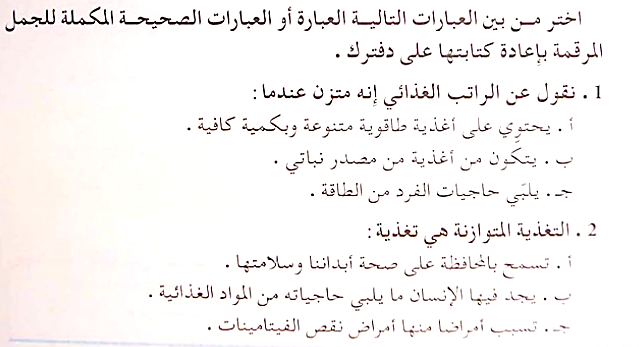 اختر من بين العبارات التالية العبارة أو العبارات الصحيحة المكملة للجمل
المرقمة بإعادة كتابتها على دفترك .
1 . نقول عن الراتب الغذائي إنه متزن عندما :
أ . يحتوي على أغذية طاقوية متنوعة وبكمية كافية .
ب . يتكون من أغذية من مصدر نباتي .
جـ . يلبَي حاجيات الفرد من الطاقة .
2 . التغذية المتوازنة هي تغذية :
أ . تسمح بالمحافظة على صحة أبداننا وسلامتها .
ب . يجد فيها الإنسان ما يلبي حاجياته من المواد الغذائية .
جـ . تسبب أمراضا منها أمراض نقص الفيتامينات .